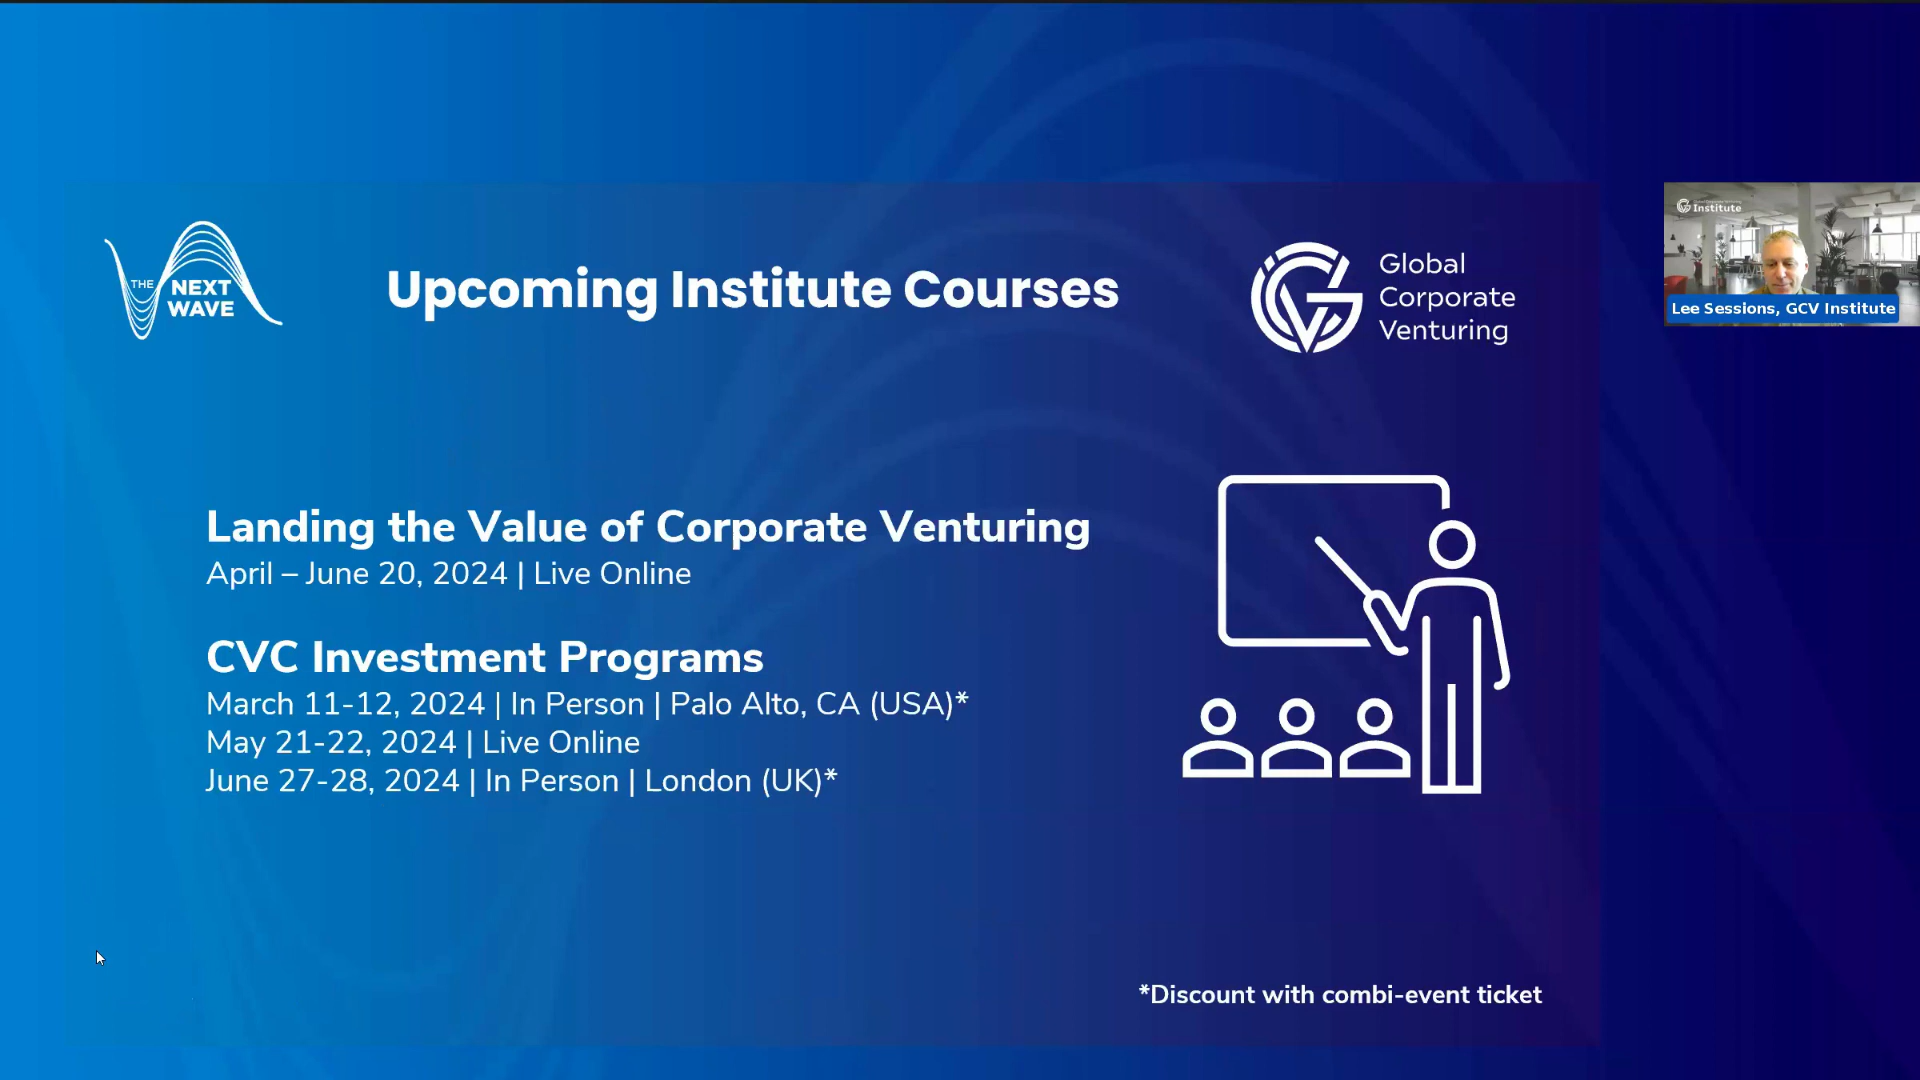 THE NEXT
WAVE
Upcoming Institute Courses
Global
Corporate
Venturing
Institute
Lee Sessions, GCV Institute
Landing the Value of Corporate Venturing
April – June 20, 2024 | Live Online
CVC Investment Programs
March 11-12, 2024 | In Person | Palo Alto, CA (USA)*
May 21-22, 2024 | Live Online
June 27-28, 2024 | In Person | London (UK)*
*Discount with combi-event ticket